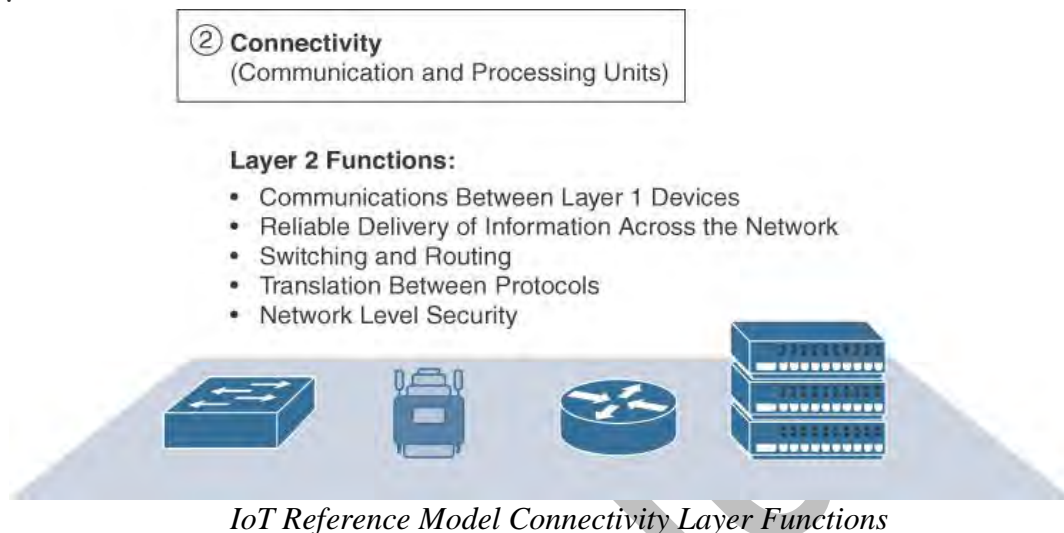 ② Connectivity
(Communication and Processing Units)
Layer 2 Functions:
• Communications Between Layer 1 Devices
• Reliable Delivery of Information Across the Network
• Switching and Routing
• Translation Between Protocols
• Network Level Security
IoT Reference Model Connectivity Layer Functions